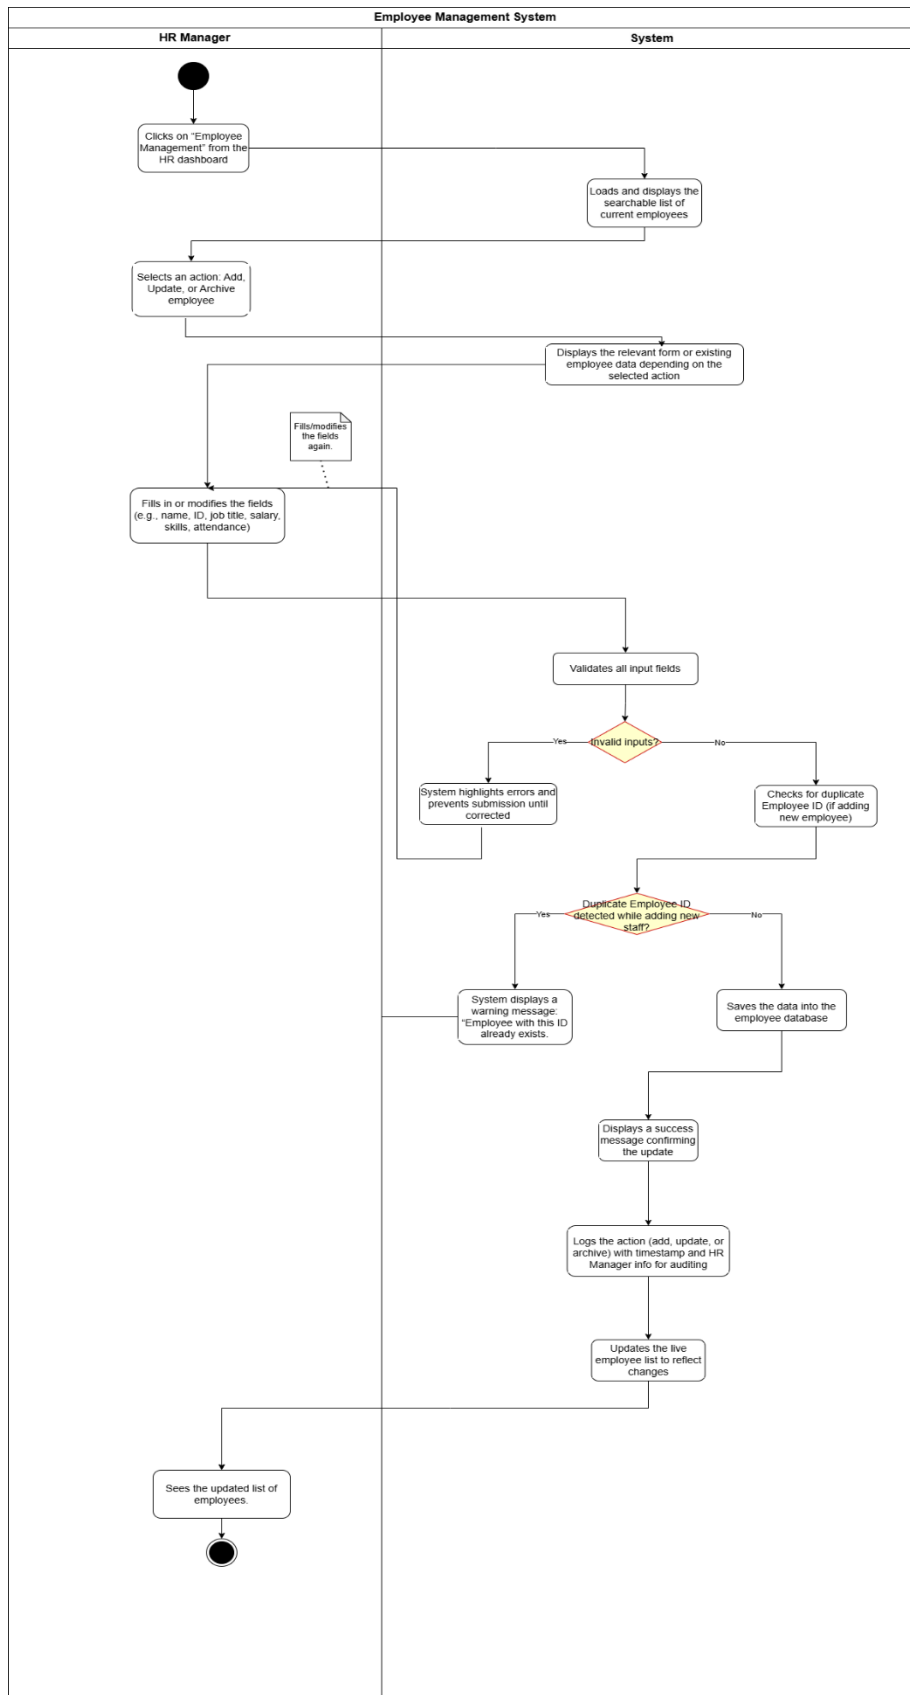 Employee Management System
HR Manager
System
Clicks on "Employee
Management" from the
HR dashboard
Loads and displays the
searchable list of
current employees
Selects an action: Add,
Update, or Archive
employee
Displays the relevant form or existing
employee data depending on the
selected action
Fills/modifies
the fields
again.
Fills in or modifies the fields
(e.g., name, ID, job title, salary,
skills, attendance)
Validates all input fields
Yes
Invalid inputs?
No
System highlights errors and
prevents submission until
corrected
Checks for duplicate
Employee ID (if adding
new employee)
Duplicate Employee ID
detected while adding new
staff?
Yes
No
System displays a
warning message:
"Employee with this ID
already exists.
Saves the data into the
employee database
Displays a success
message confirming
the update
Logs the action (add, update, or
archive) with timestamp and HR
Manager info for auditing
Updates the live
employee list to reflect
changes
Sees the updated list of
employees.